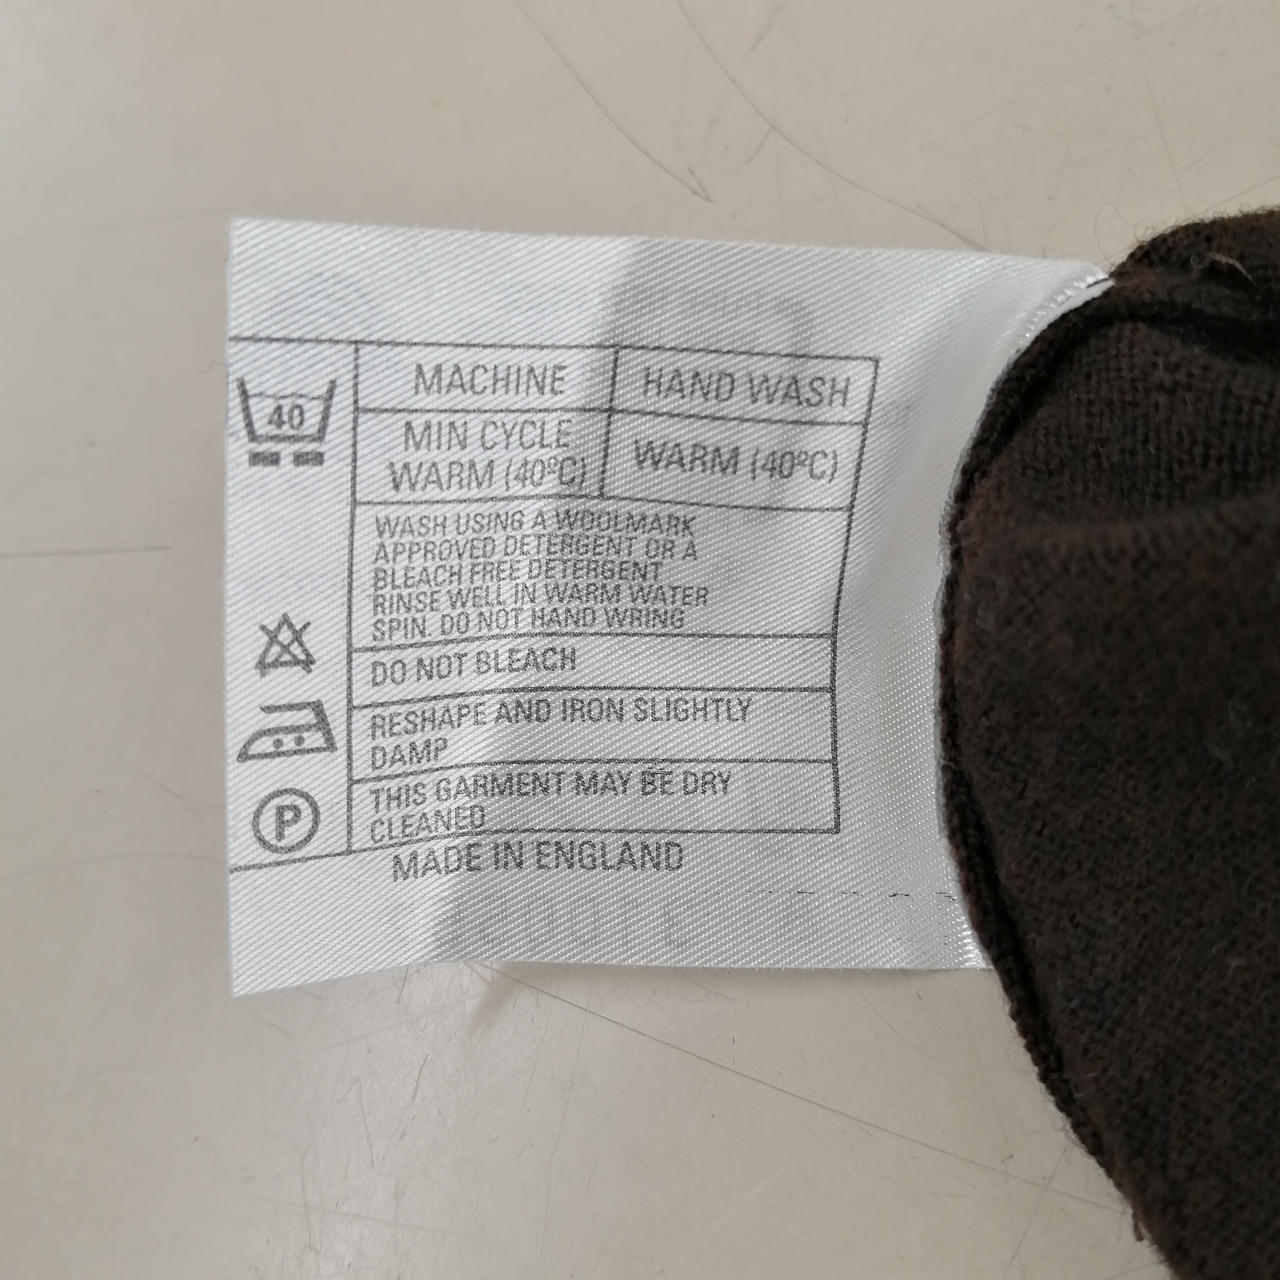 40
MACHINE
HAND WASH
MIN CYCLE
WARM (40ºC)
WARM (40ºC)
WASH USING A WOOLMARK
APPROVED DETERGENT OR A
BLEACH FREE DETERGENT
RINSE WELL IN WARM WATER
SPIN. DO NOT HAND WRING
DO NOT BLEACH
RESHAPE AND IRON SLIGHTLY
DAMP
P
THIS GARMENT MAY BE DRY
CLEANED
MADE IN ENGLAND